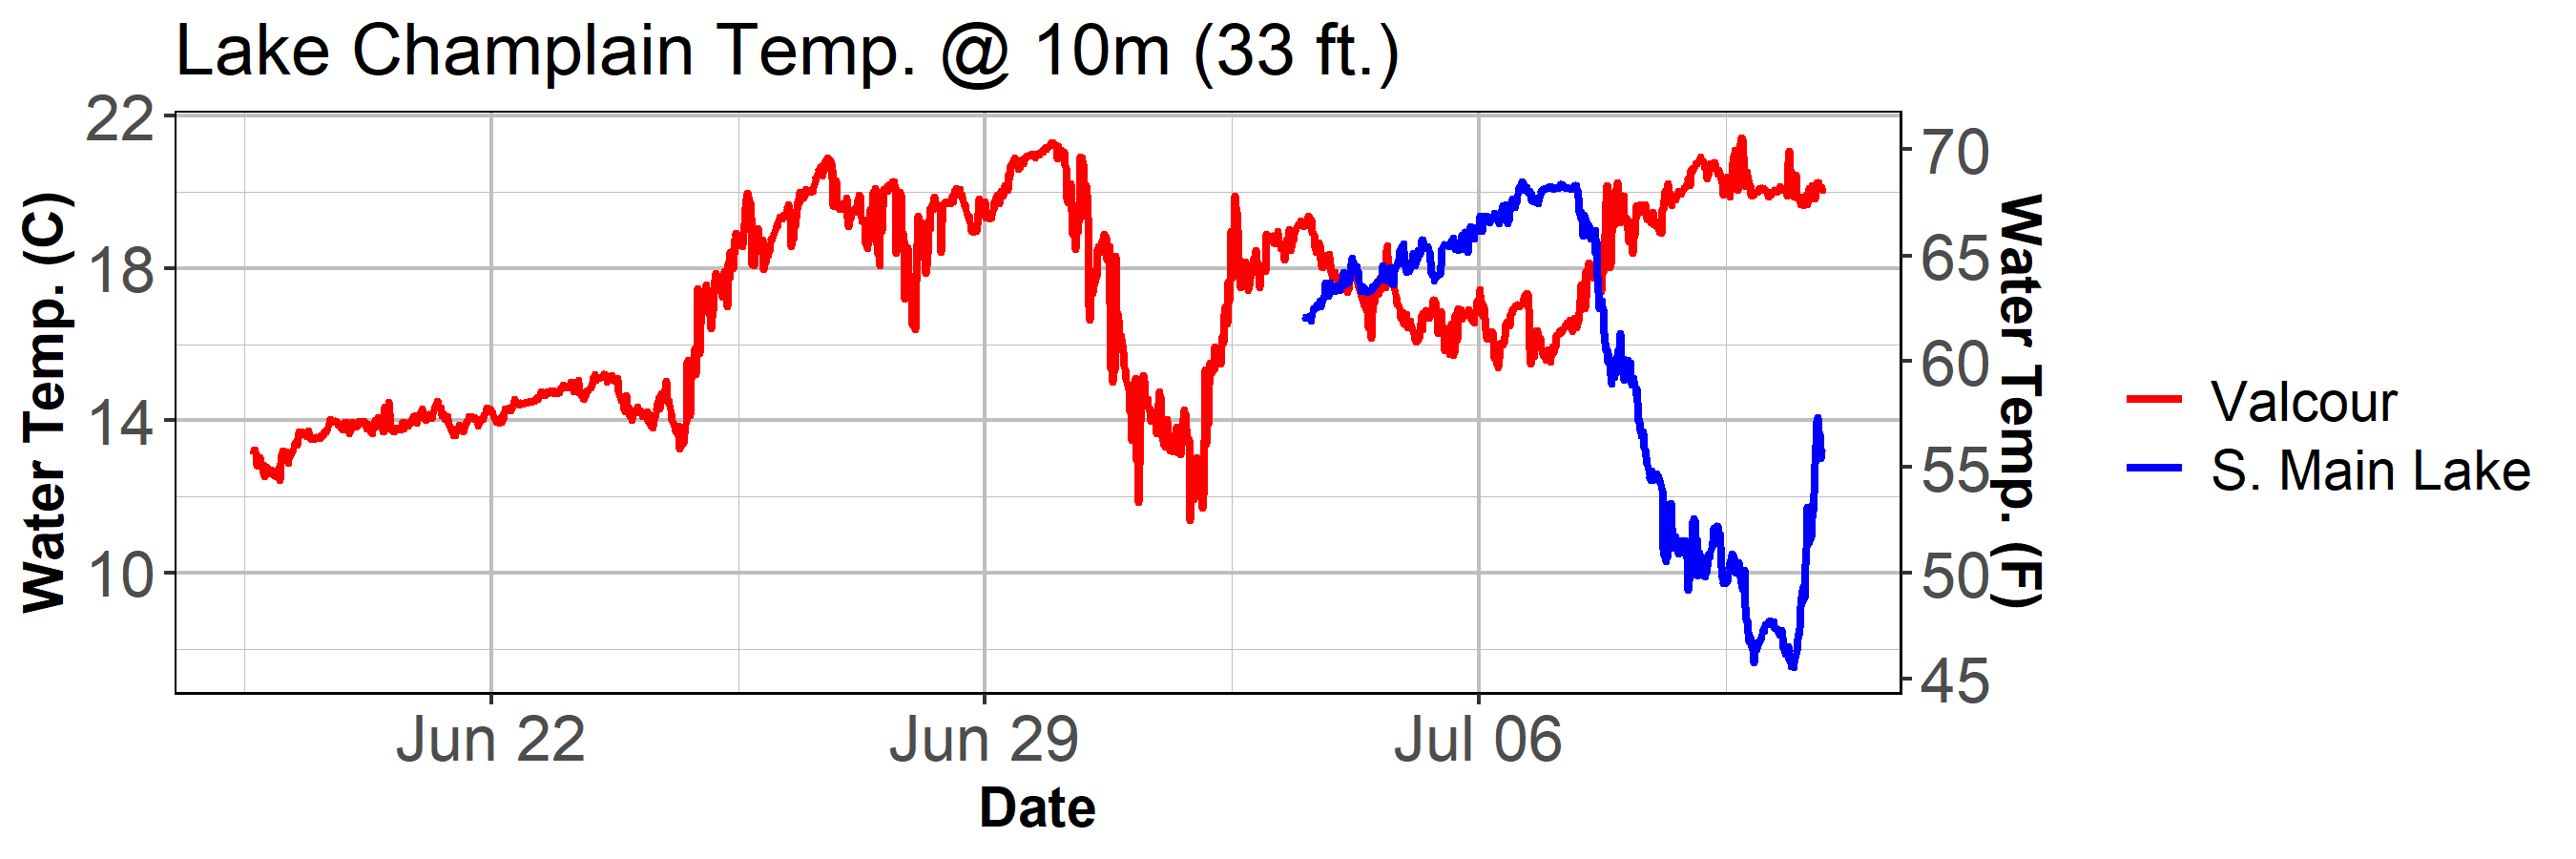 Lake Champlain Temp. @ 10m (33 ft.)
Water Temp. (C)
22
18
14
10
70
65
60
55
50
45
Water Temp. (F)
Jun 22
Jun 29
Jul 06
Date
Valcour
S. Main Lake